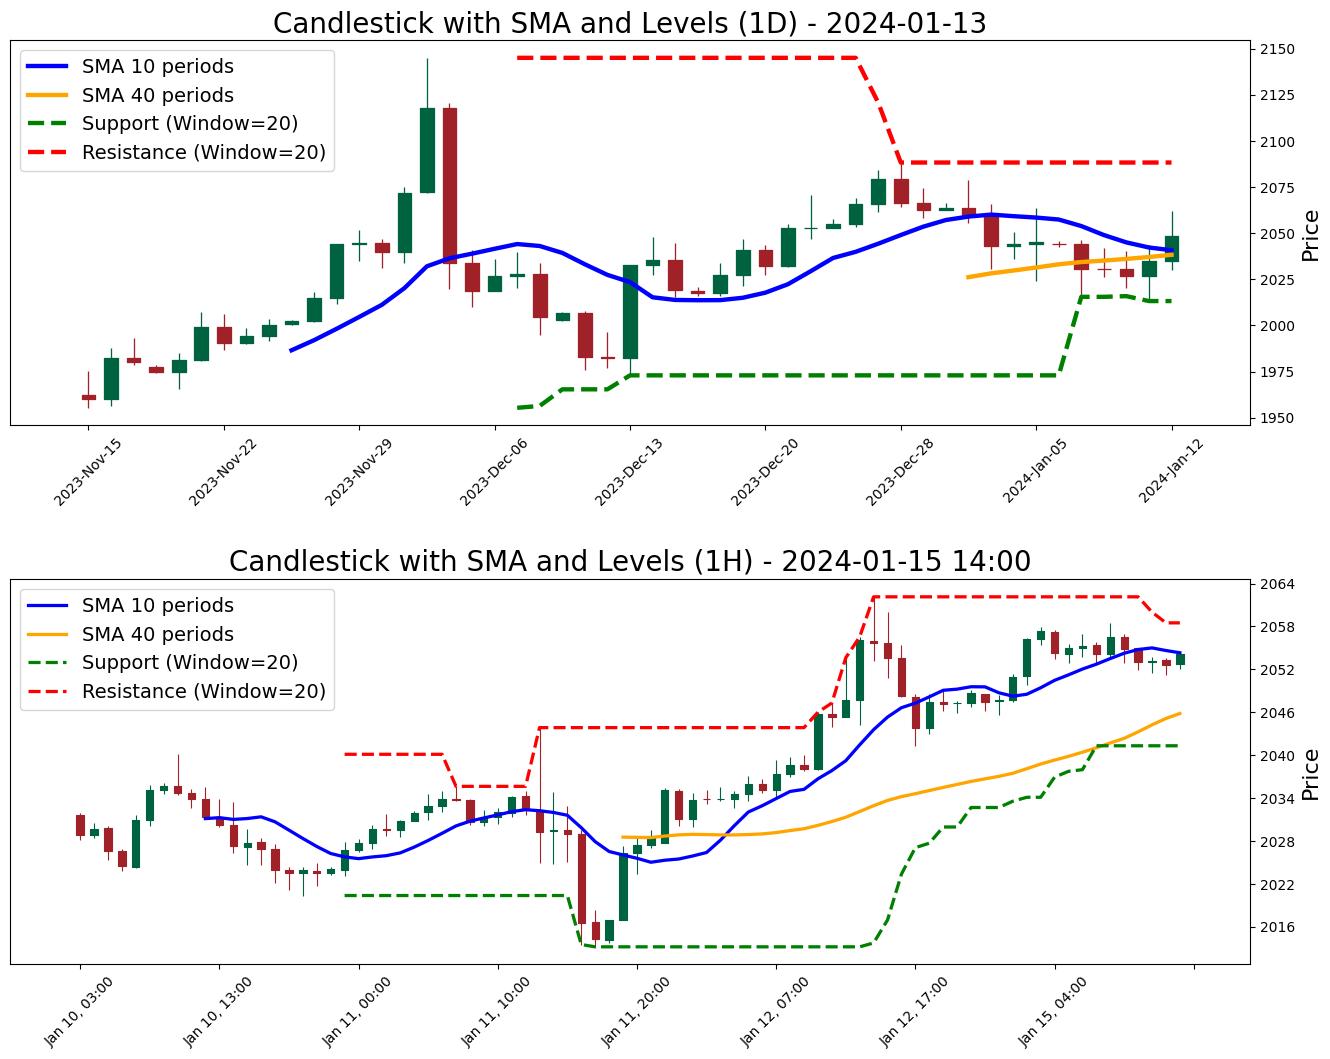 Candlestick with SMA and Levels (1D) - 2024-01-13
SMA 10 periods
SMA 40 periods
Support (Window=20)
Resistance (Window=20)
2150
2125
2100
2075
2050
2025
2000
1975
1950
Price
2023-Nov-15
2023-Nov-22
2023-Nov-29
2023-Dec-06
2023-Dec-13
2023-Dec-20
2023-Dec-28
2024-Jan-05
2024-Jan-12
Candlestick with SMA and Levels (1H) - 2024-01-15 14:00
SMA 10 periods
SMA 40 periods
Support (Window=20)
Resistance (Window=20)
2064
2058
2052
2046
2040
2034
2028
2022
2016
Price
Jan 10, 03:00
Jan 10, 13:00
Jan 11, 00:00
Jan 11, 10:00
Jan 11, 20:00
Jan 12, 07:00
Jan 12, 17:00
Jan 15, 04:00